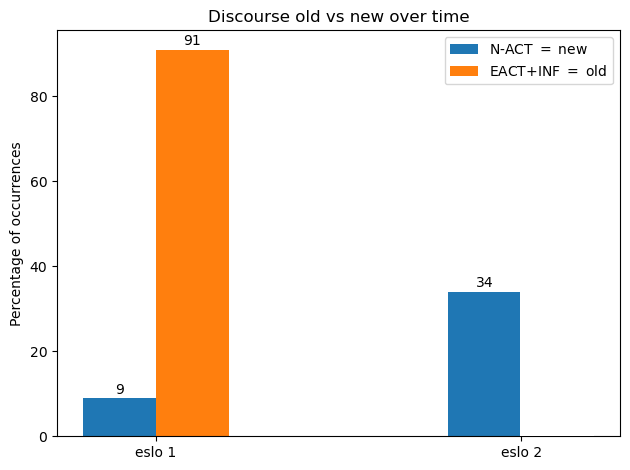 Discourse old vs new over time
91
N-ACT = new
EACT+INF = old
80
60
40
20
0
Percentage of occurrences
34
9
eslo 1
eslo 2